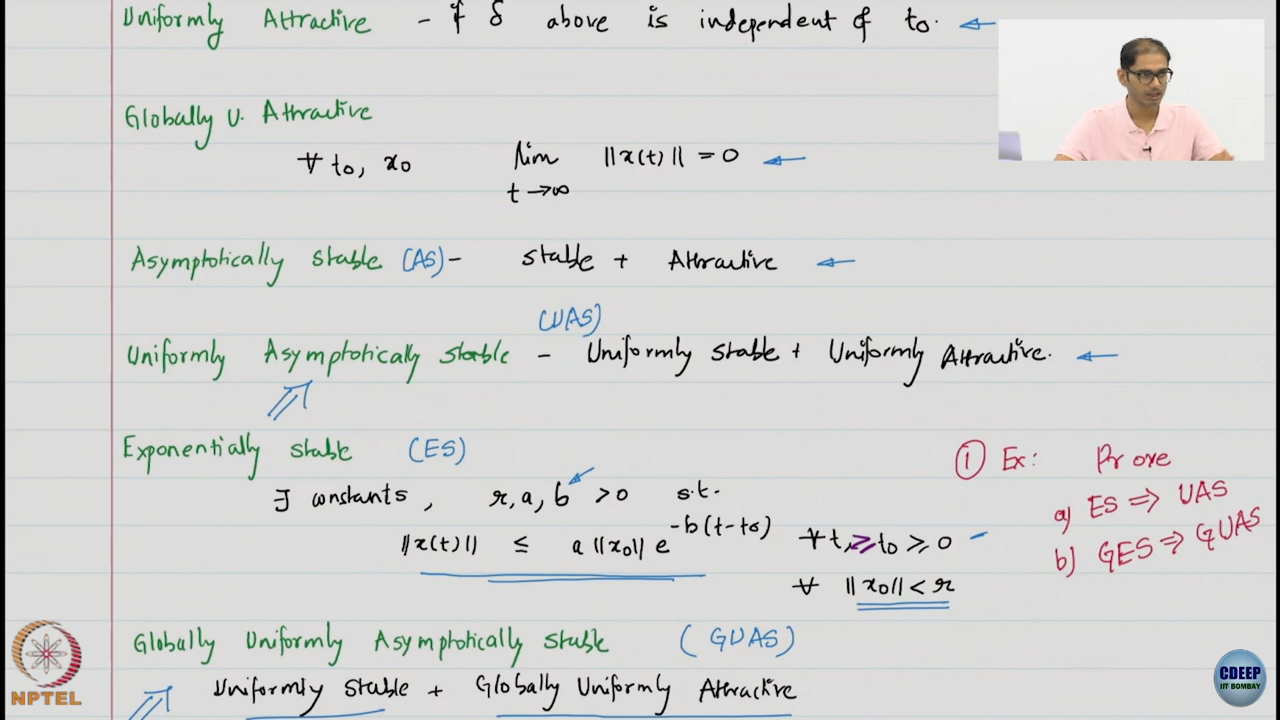 Uniformly Attractive - if δ above is independent of t₀.
Globally U. Attractive
∀ t₀, x₀ lim ||x(t)|| = 0
t → ∞
Asymptotically Stable (AS) - Stable + Attractive
(UAS)
Uniformly Asymptotically Stable - Uniformly Stable + Uniformly Attractive.
Exponentially Stable (ES)
∃ constants, r, a, b > 0 s.t.
||x(t)|| ≤ a ||x₀|| e^{-b(t-t₀)} ∀ t ≥ t₀ ≥ 0
∀ ||x₀|| < r
① Ex: Prove
a) ES ⇒ UAS
b) GES ⇒ GUAS
Globally Uniformly Asymptotically Stable (GUAS)
Uniformly Stable + Globally Uniformly Attractive
NPTEL
CDEEP
IIT BOMBAY